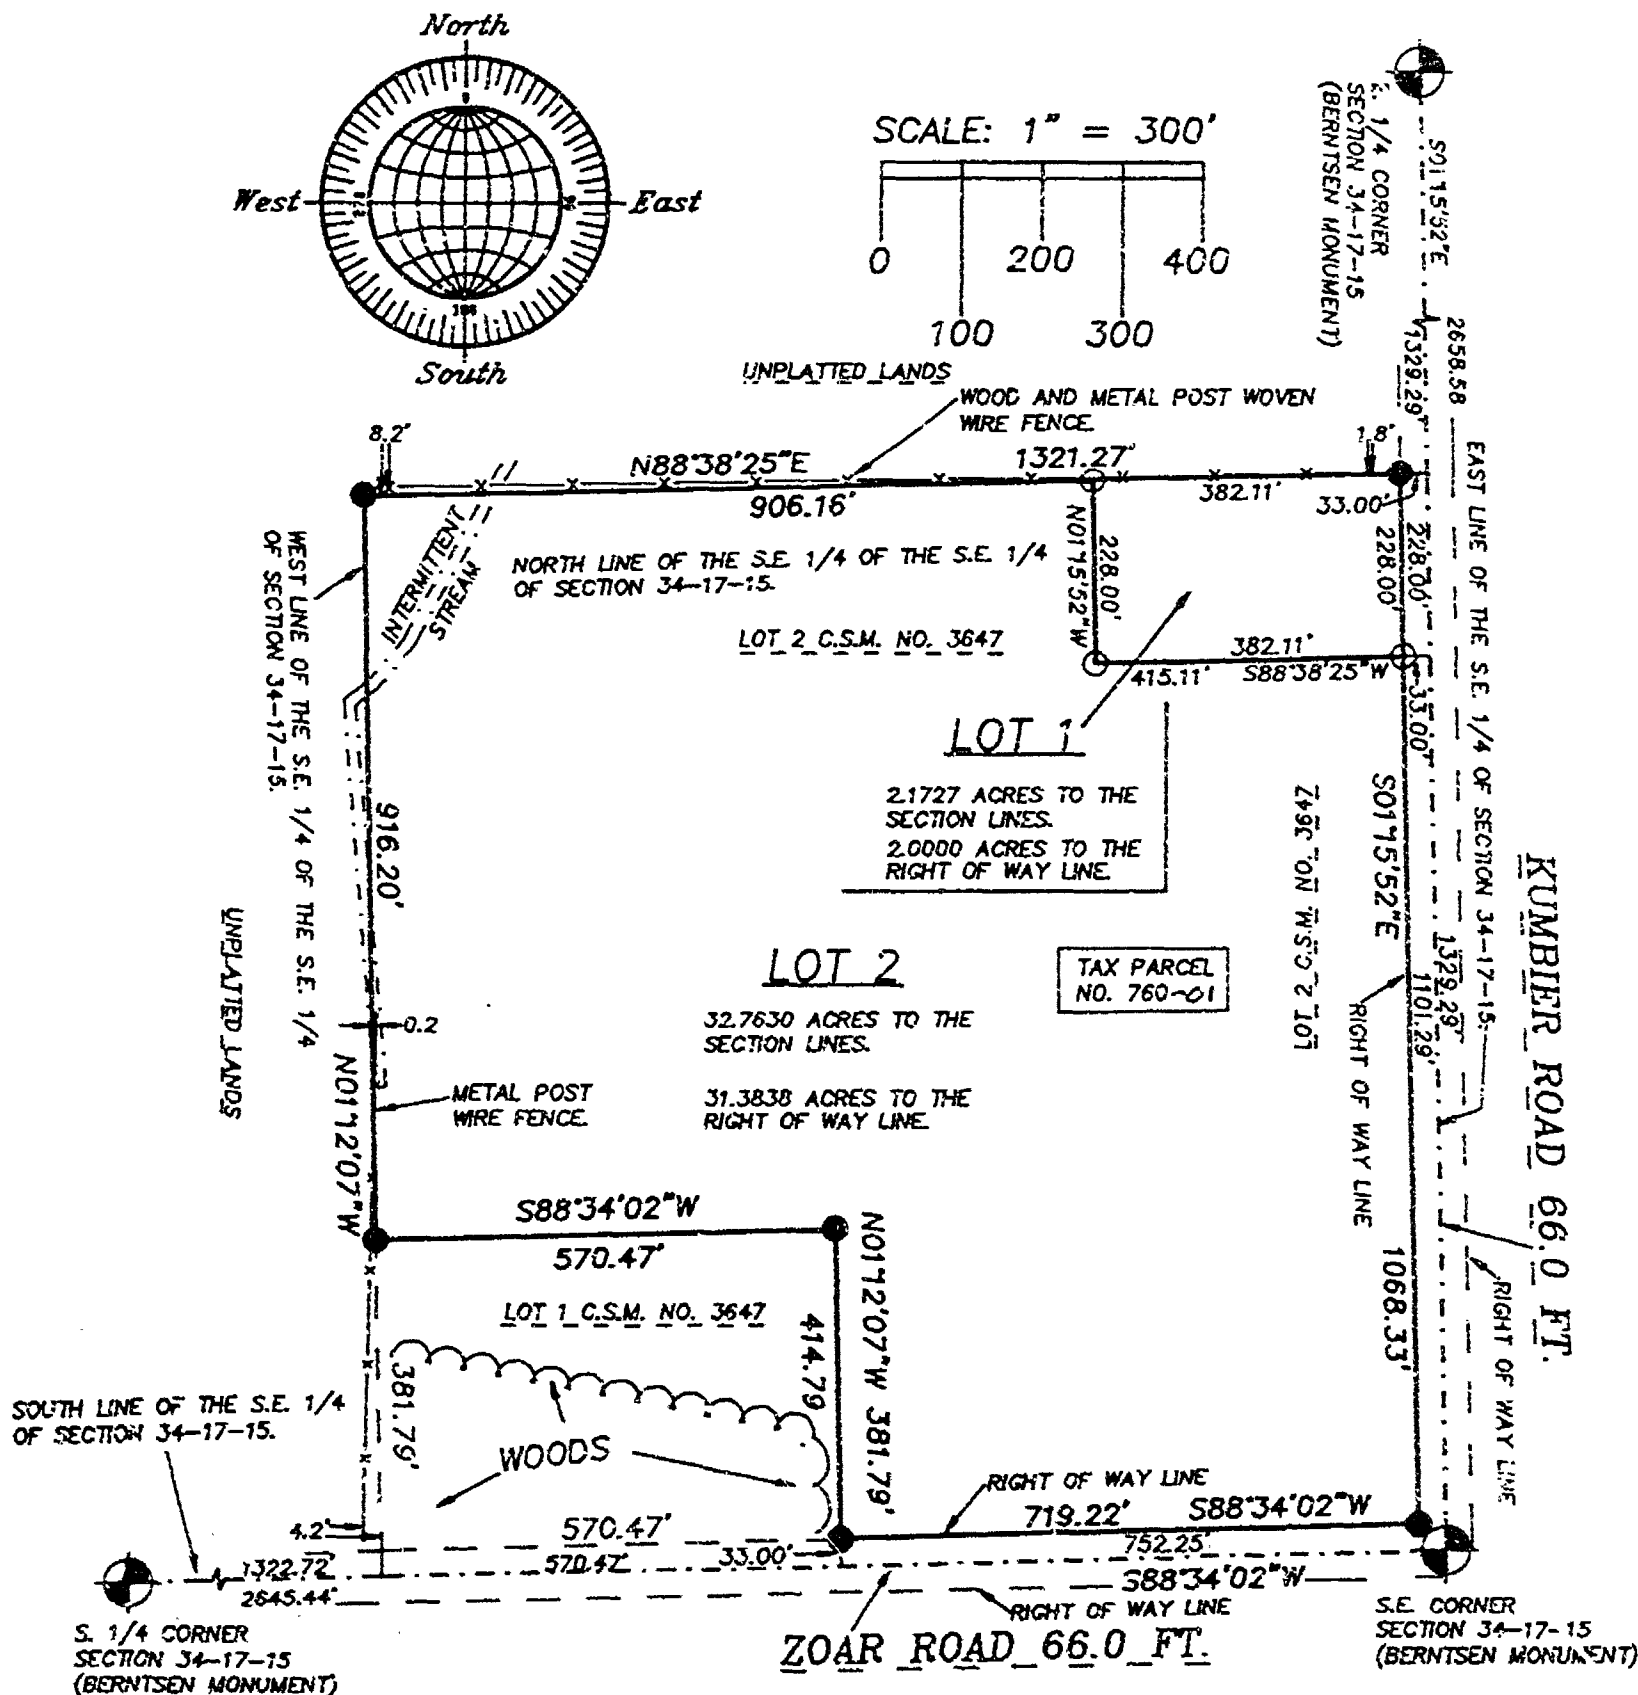 North
West
East
South
SCALE: 1" = 300'
0
200
400
100
300
1/4 CORNER
SECTION 34-17-15
(BERNTSEN MONUMENT)
S01°15'52"E
2658.58
1329.29'
UNPLATTED LANDS
WOOD AND METAL POST WOVEN
WIRE FENCE.
8.2'
1.8'
N88°38'25"E
1321.27'
906.16'
382.11'
33.00'
INTERMITTENT
STREAM
NORTH LINE OF THE S.E. 1/4 OF THE S.E. 1/4
OF SECTION 34-17-15.
WEST LINE OF THE S.E. 1/4 OF THE S.E. 1/4
OF SECTION 34-17-15.
228.00'
N01°15'52"W
228.00'
228.00'
EAST LINE OF THE S.E. 1/4 OF SECTION 34-17-15.
LOT 2 C.S.M. NO. 3647
382.11'
415.11'
S88°38'25"W
33.00'
LOT 1
2.1727 ACRES TO THE
SECTION LINES.
2.0000 ACRES TO THE
RIGHT OF WAY LINE.
916.20'
S01°15'52"E
LOT 2 C.S.M. NO. 3647
KUMBIER ROAD 66.0 FT.
UNPLATTED LANDS
LOT 2
TAX PARCEL
NO. 760-01
1329.29'
1101.29'
32.7630 ACRES TO THE
SECTION LINES.
0.2
RIGHT OF WAY LINE
31.3838 ACRES TO THE
RIGHT OF WAY LINE.
METAL POST
WIRE FENCE.
N01°12'07"W
S88°34'02"W
570.47'
N01°12'07"W 381.79'
1068.33'
RIGHT OF WAY LINE
LOT 1 C.S.M. NO. 3647
414.79
381.79'
SOUTH LINE OF THE S.E. 1/4
OF SECTION 34-17-15.
WOODS
RIGHT OF WAY LINE
4.2'
570.47'
719.22'
S88°34'02"W
1322.72'
570.47'
33.00'
752.25'
2645.44'
S88°34'02"W
RIGHT OF WAY LINE
S. 1/4 CORNER
SECTION 34-17-15
(BERNTSEN MONUMENT)
ZOAR ROAD 66.0 FT.
S.E. CORNER
SECTION 34-17-15
(BERNTSEN MONUMENT)